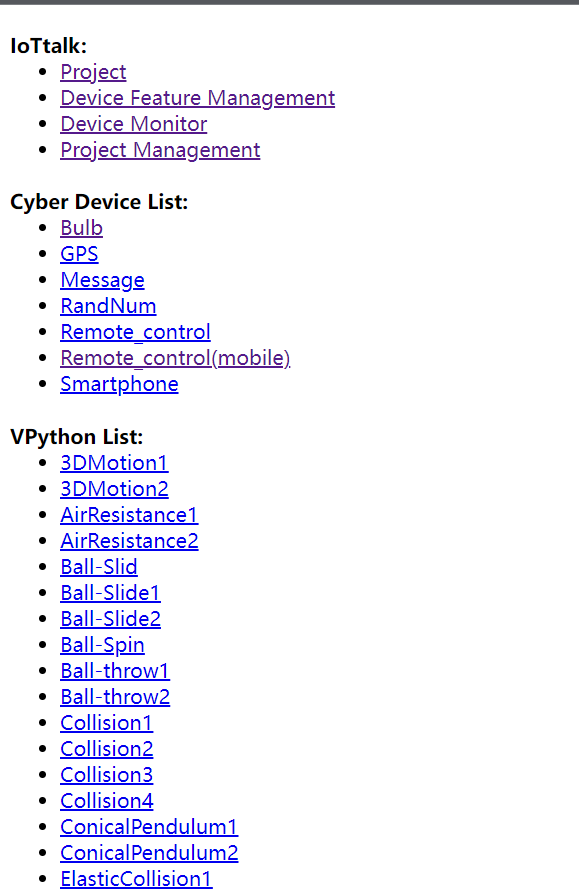 IoTtalk:
Project
Device Feature Management
Device Monitor
Project Management
Cyber Device List:
Bulb
GPS
Message
RandNum
Remote_control
Remote_control(mobile)
Smartphone
VPython List:
3DMotion1
3DMotion2
AirResistance1
AirResistance2
Ball-Slid
Ball-Slide1
Ball-Slide2
Ball-Spin
Ball-throw1
Ball-throw2
Collision1
Collision2
Collision3
Collision4
ConicalPendulum1
ConicalPendulum2
ElasticCollision1